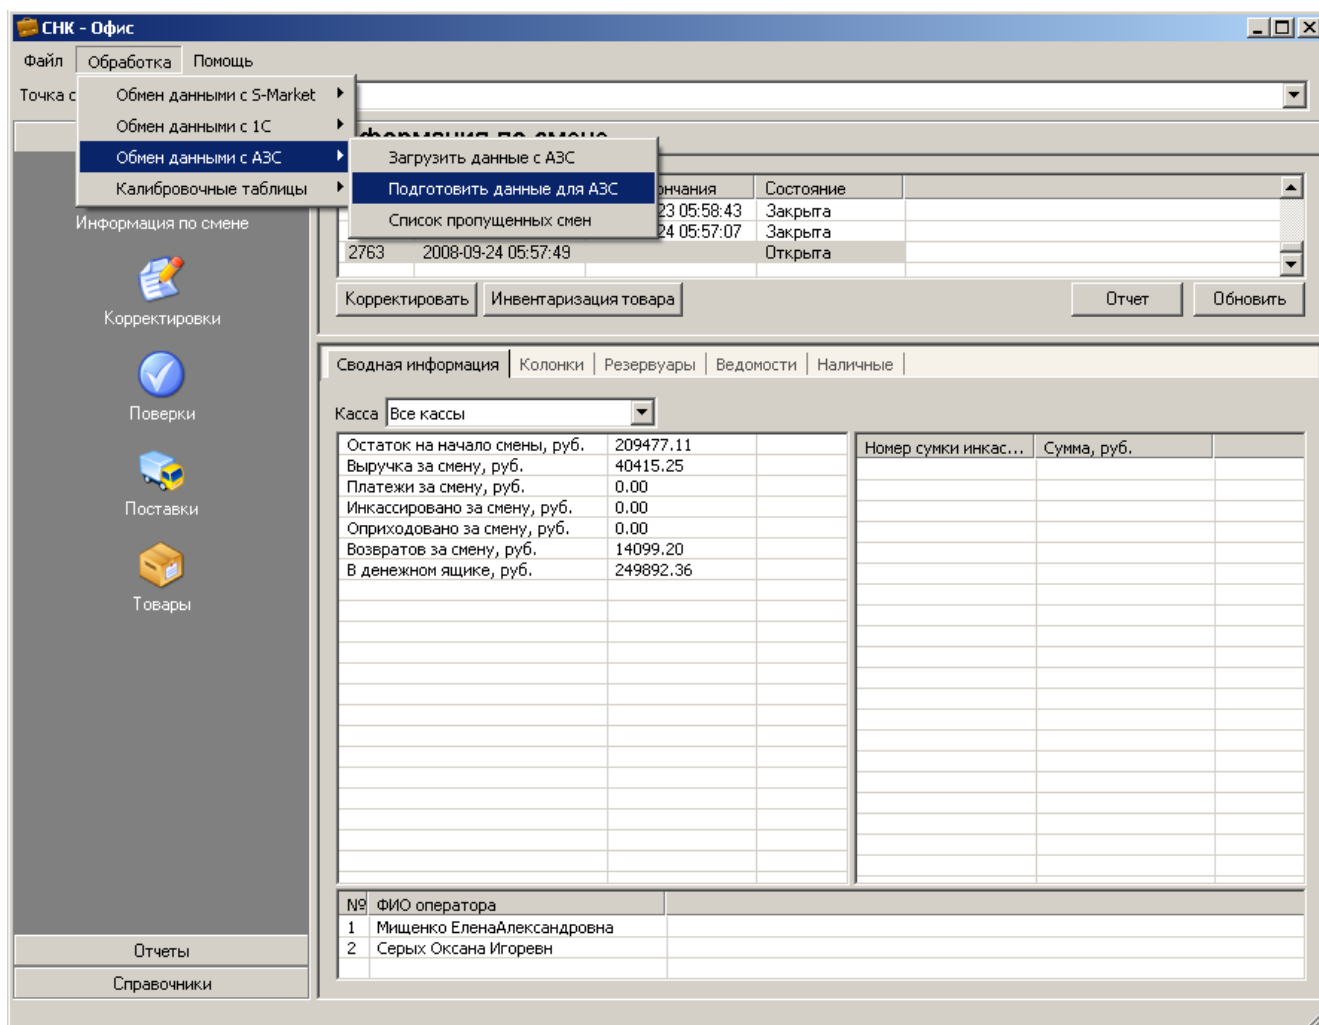 СНК - Офис
Файл Обработка Помощь
Точка с
Обмен данными с S-Market
Обмен данными с 1С
Обмен данными с АЗС
Калибровочные таблицы
Загрузить данные с АЗС
Подготовить данные для АЗС
Список пропущенных смен
Информация по смене
Корректировки
Поверки
Поставки
Товары
Отчеты
Справочники
формация по смене
ончания Состояние
23 05:58:43 Закрыта
24 05:57:07 Закрыта
2763 2008-09-24 05:57:49 Открыта
Корректировать Инвентаризация товара Отчет Обновить
Сводная информация Колонки Резервуары Ведомости Наличные
Касса Все кассы
Остаток на начало смены, руб. 209477.11
Выручка за смену, руб. 40415.25
Платежи за смену, руб. 0.00
Инкассировано за смену, руб. 0.00
Оприходовано за смену, руб. 0.00
Возвратов за смену, руб. 14099.20
В денежном ящике, руб. 249892.36
Номер сумки инкас... Сумма, руб.
№ ФИО оператора
1 Мищенко ЕленаАлександровна
2 Серых Оксана Игоревн